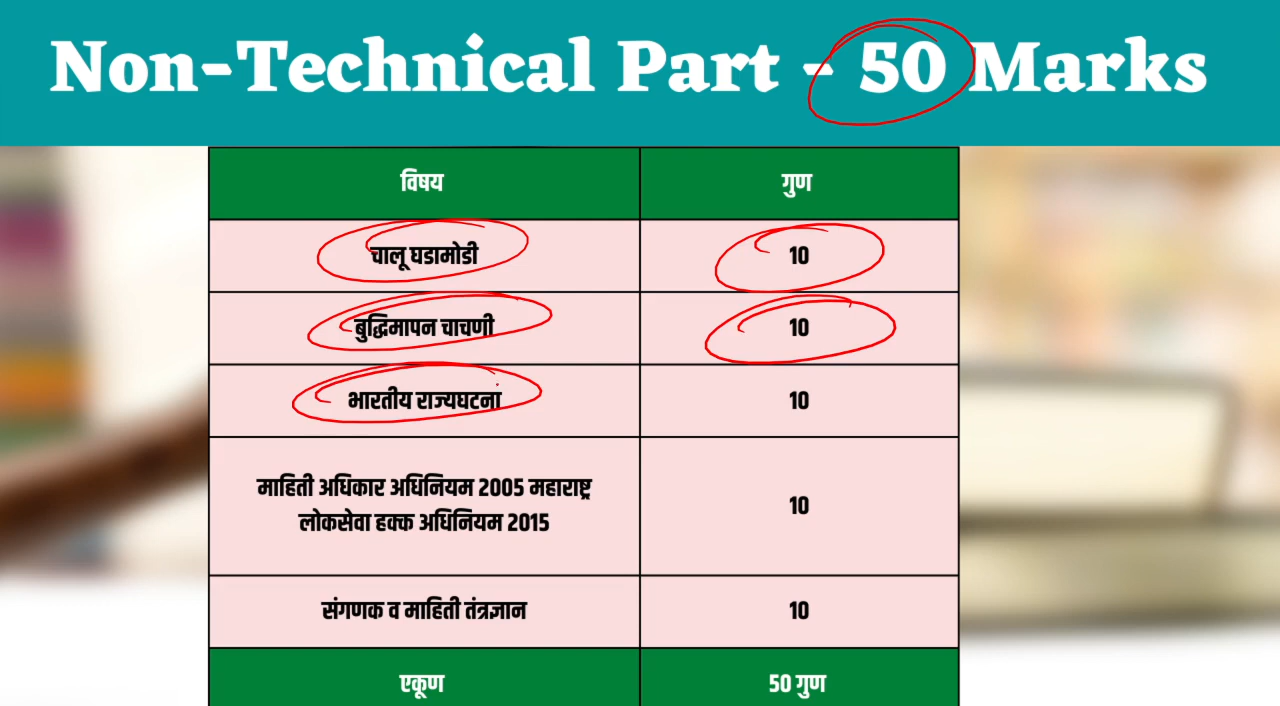 Non-Technical Part - 50 Marks
विषय गुण
चालू घडामोडी 10
बुद्धिमापन चाचणी 10
भारतीय राज्यघटना 10
माहिती अधिकार अधिनियम 2005 महाराष्ट्र
लोकसेवा हक्क अधिनियम 2015 10
संगणक व माहिती तंत्रज्ञान 10
एकूण 50 गुण